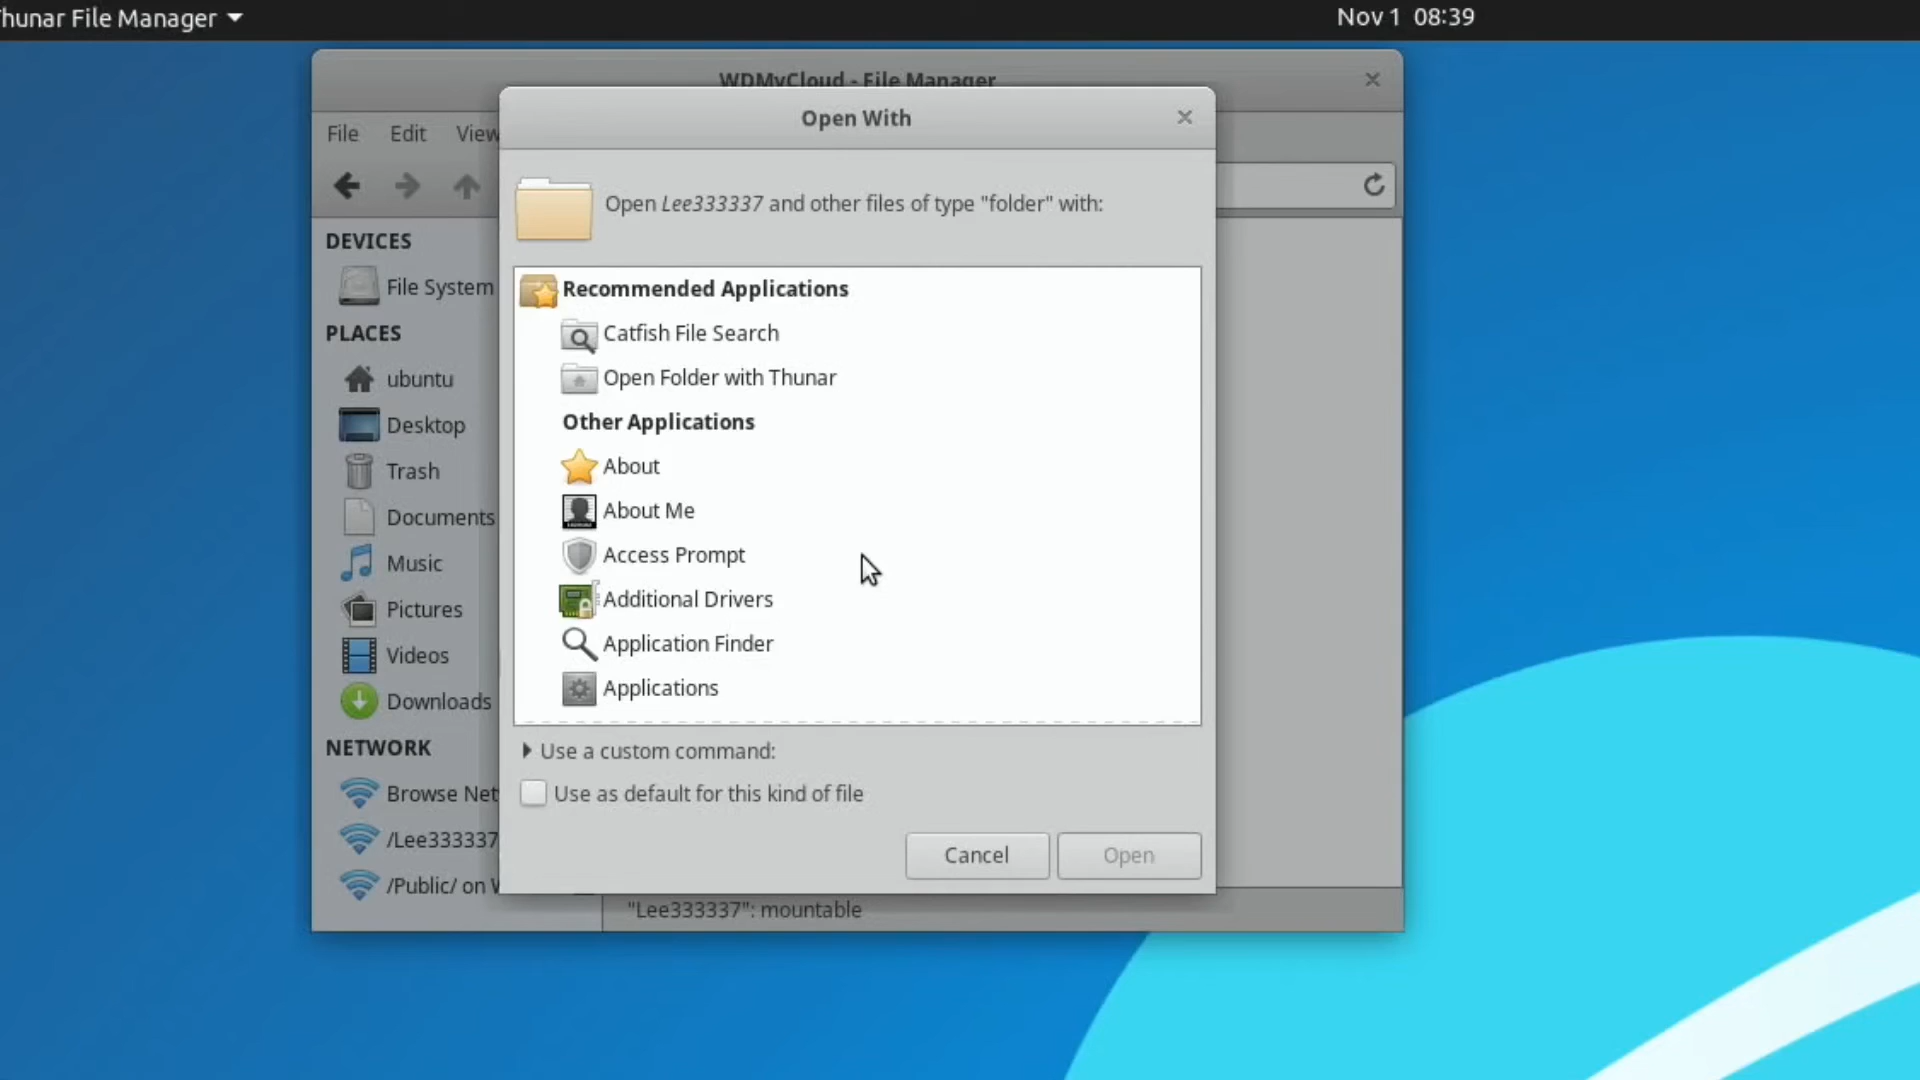 Thunar File Manager
Nov 1 08:39
WDMyCloud - File Manager
Open With
File Edit View
Open Lee333337 and other files of type "folder" with:
DEVICES
File System
PLACES
ubuntu
Desktop
Trash
Documents
Music
Pictures
Videos
Downloads
NETWORK
Browse Net
/Lee333337
/Public/ on W
Recommended Applications
Catfish File Search
Open Folder with Thunar
Other Applications
About
About Me
Access Prompt
Additional Drivers
Application Finder
Applications
Use a custom command:
Use as default for this kind of file
Cancel
Open
"Lee333337": mountable